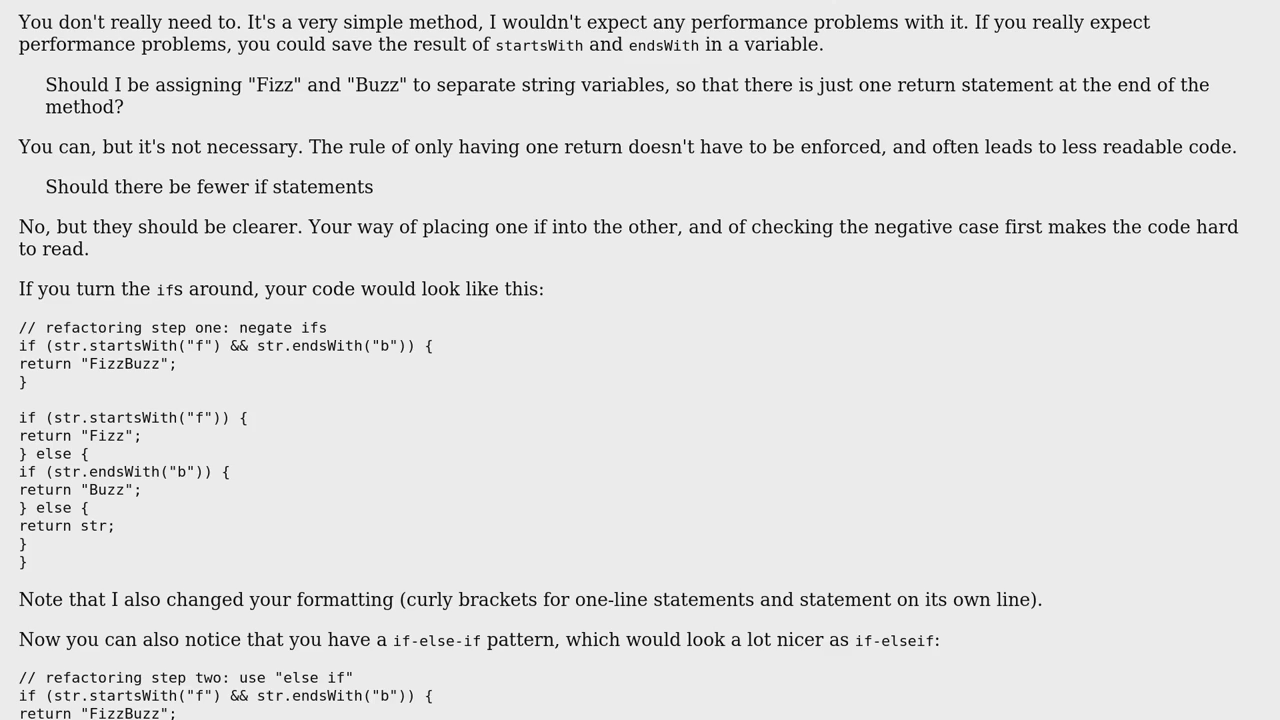 You don't really need to. It's a very simple method, I wouldn't expect any performance problems with it. If you really expect
performance problems, you could save the result of startsWith and endsWith in a variable.
Should I be assigning "Fizz" and "Buzz" to separate string variables, so that there is just one return statement at the end of the
method?
You can, but it's not necessary. The rule of only having one return doesn't have to be enforced, and often leads to less readable code.
Should there be fewer if statements
No, but they should be clearer. Your way of placing one if into the other, and of checking the negative case first makes the code hard
to read.
If you turn the ifs around, your code would look like this:
// refactoring step one: negate ifs
if (str.startsWith("f") && str.endsWith("b")) {
return "FizzBuzz";
}
if (str.startsWith("f")) {
return "Fizz";
} else {
if (str.endsWith("b")) {
return "Buzz";
} else {
return str;
}
}
Note that I also changed your formatting (curly brackets for one-line statements and statement on its own line).
Now you can also notice that you have a if-else-if pattern, which would look a lot nicer as if-elseif:
// refactoring step two: use "else if"
if (str.startsWith("f") && str.endsWith("b")) {
return "FizzBuzz";